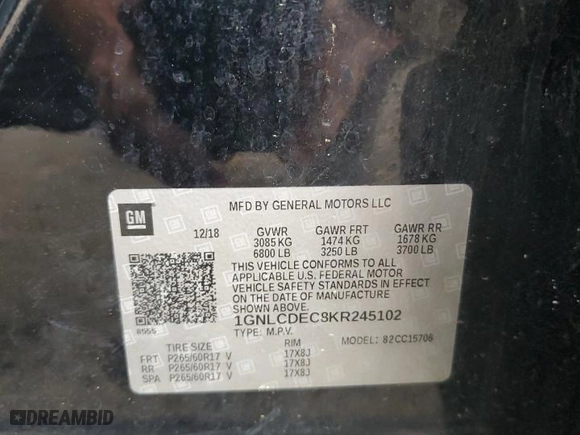 GM
MFD BY GENERAL MOTORS LLC
12/18 GVWR GAWR FRT GAWR RR
3085 KG 1474 KG 1678 KG
6800 LB 3250 LB 3700 LB
THIS VEHICLE CONFORMS TO ALL
APPLICABLE U.S. FEDERAL MOTOR
VEHICLE SAFETY STANDARDS IN EFFECT
ON THE DATE OF MANUFACTURE
SHOWN ABOVE.
1GNLCDEC8KR245102
TYPE: M.P.V. MODEL: 82CC15706
TIRE SIZE RIM
FRT P265/60R17 V 17X8J
RR P265/60R17 V 17X8J
SPA P265/60R17 V 17X8J
DREAMBID